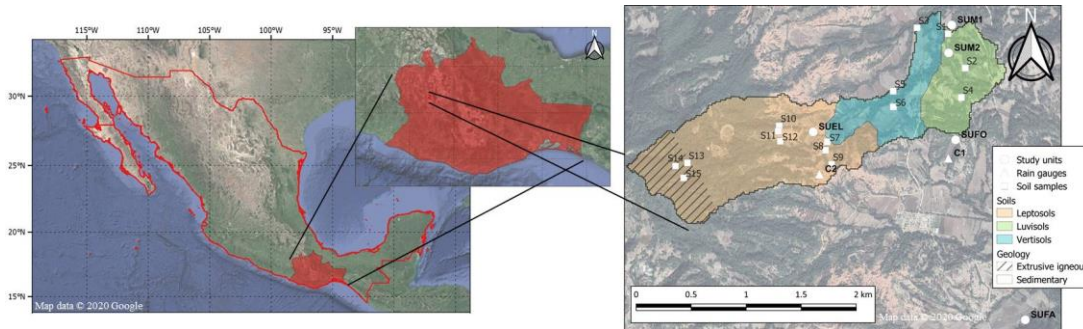 115°W 110°W 105°W 100°W 95°W 90°W
30°N
25°N
20°N
15°N
Map data © 2020 Google
N
N
S3
S1
SUM1
SUM2
S2
S5
S4
S6
S10
SUEL
S11
S12
S7
S8
SUFO
C1
S14
S13
S9
C2
S15
Study units
Rain gauges
Soil samples
Soils
Leptosols
Luvisols
Vertisols
Geology
Extrusive igneou
Sedimentary
0 0.5 1 1.5 2 km
Map data © 2020 Google
SUFA